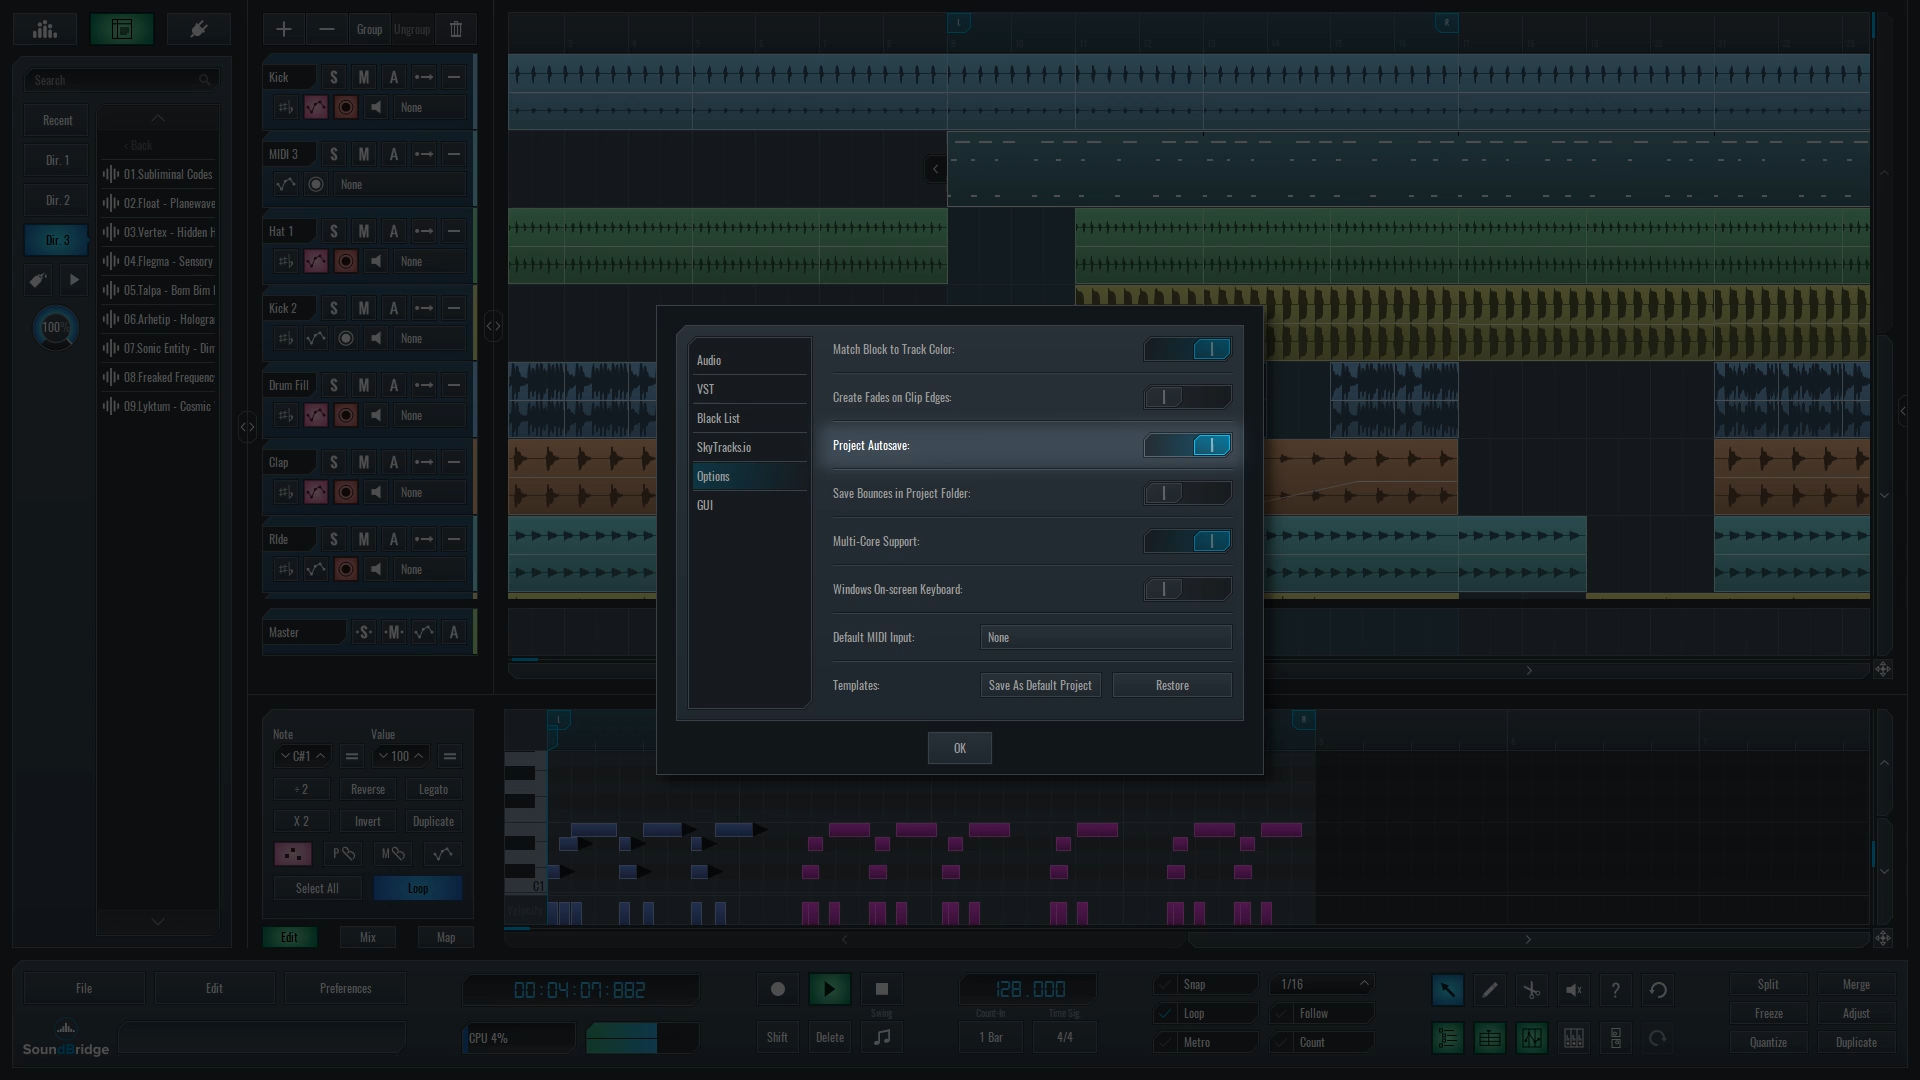 Group
Ungroup
Search
Recent
Dir. 1
Dir. 2
Dir. 3
100%
‹ Back
01.Subliminal Codes
02.Float - Planewave
03.Vertex - Hidden H
04.Flegma - Sensory
05.Talpa - Bom Bim
06.Arhetip - Hologra
07.Sonic Entity - Dim
08.Freaked Frequenc
09.Lyktum - Cosmic
Kick S M A
None
MIDI 3 S M A
None
Hat 1 S M A
None
Kick 2 S M A
None
Drum Fill S M A
None
Clap S M A
None
RIde S M A
None
Master S M A
L
R
Audio
VST
Black List
SkyTracks.io
Options
GUI
Match Block to Track Color:
Create Fades on Clip Edges:
Project Autosave:
Save Bounces in Project Folder:
Multi-Core Support:
Windows On-screen Keyboard:
Default MIDI Input: None
Templates: Save As Default Project Restore
OK
Note Value
C#1 = 100 =
÷ 2 Reverse Legato
X 2 Invert Duplicate
P M
Select All Loop
Edit Mix Map
L R
C1
Velocity
File Edit Preferences
SoundBridge
00:04:07:882
CPU 4%
Swing
Shift Delete
128.000
Count-In Time Sig
1 Bar 4/4
Snap 1/16
Loop Follow
Metro Count
?
Split Merge
Freeze Adjust
Quantize Duplicate